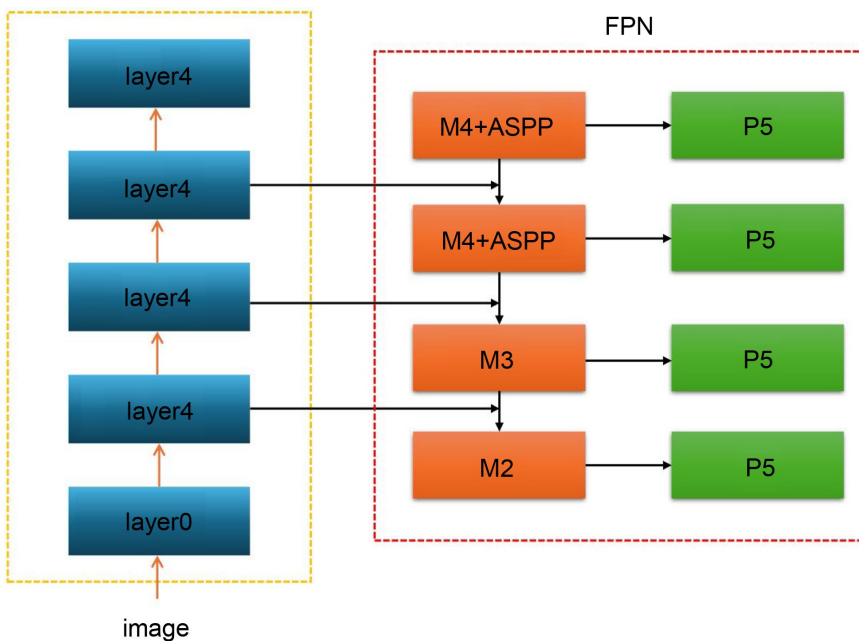 FPN
layer4
layer4
layer4
layer4
layer0
image
M4+ASPP
P5
M4+ASPP
P5
M3
P5
M2
P5